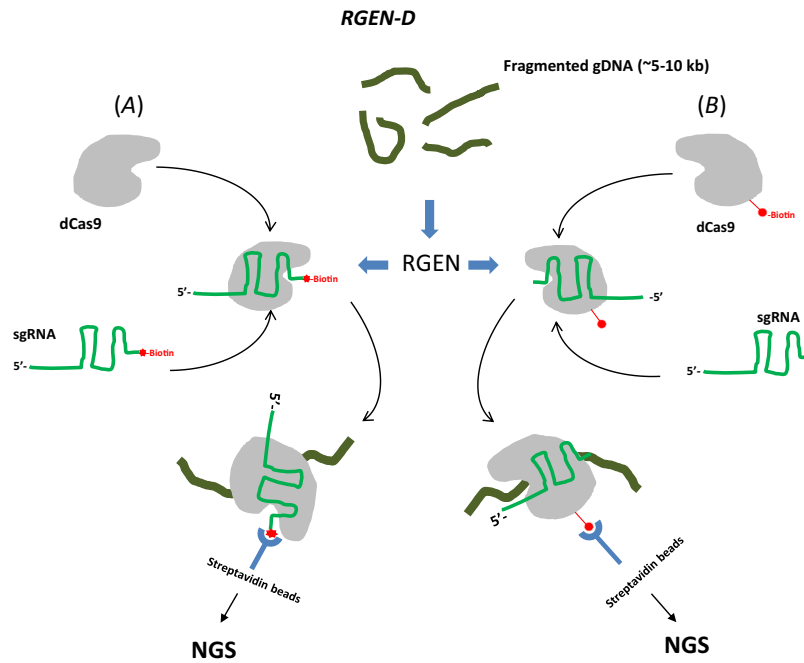 RGEN-D
Fragmented gDNA (~5-10 kb)
(A)
(B)
dCas9
-Biotin
dCas9
RGEN
-Biotin
5’-
-5’
sgRNA
-Biotin
5’-
sgRNA
5’-
5’-
5’-
Streptavidin beads
Streptavidin beads
NGS
NGS